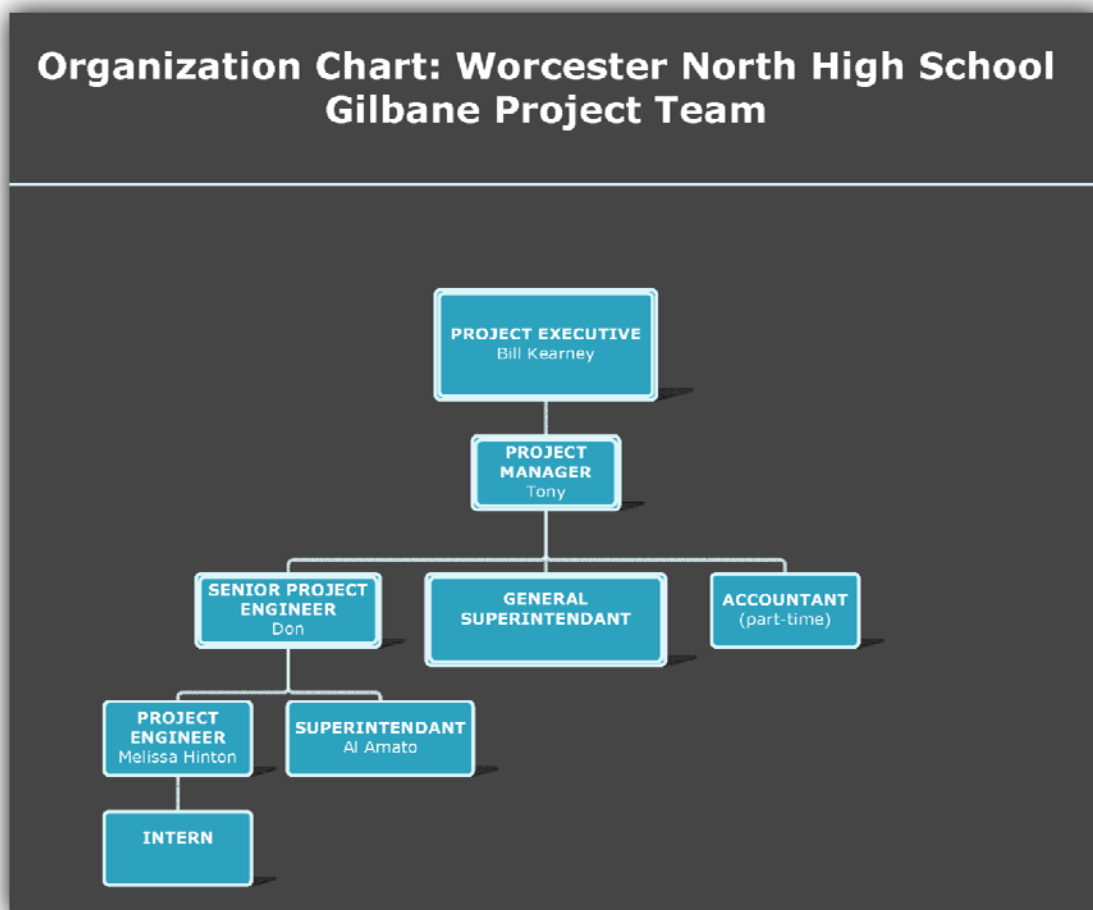 Organization Chart: Worcester North High School
Gilbane Project Team
PROJECT EXECUTIVE
Bill Kearney
PROJECT
MANAGER
Tony
SENIOR PROJECT
ENGINEER
Don
GENERAL
SUPERINTENDANT
ACCOUNTANT
(part-time)
PROJECT
ENGINEER
Melissa Hinton
SUPERINTENDANT
Al Amato
INTERN